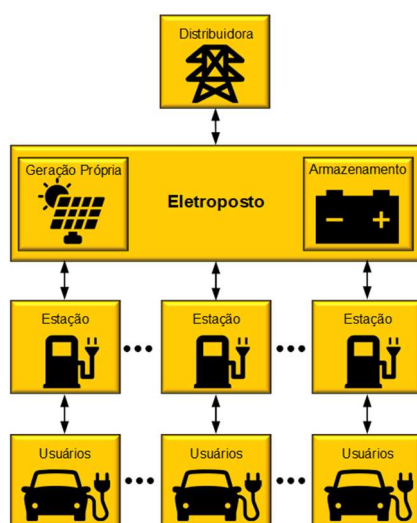 Distribuidora
Geração Própria
Eletroposto
Armazenamento
Estação
Estação
Estação
Usuários
Usuários
Usuários